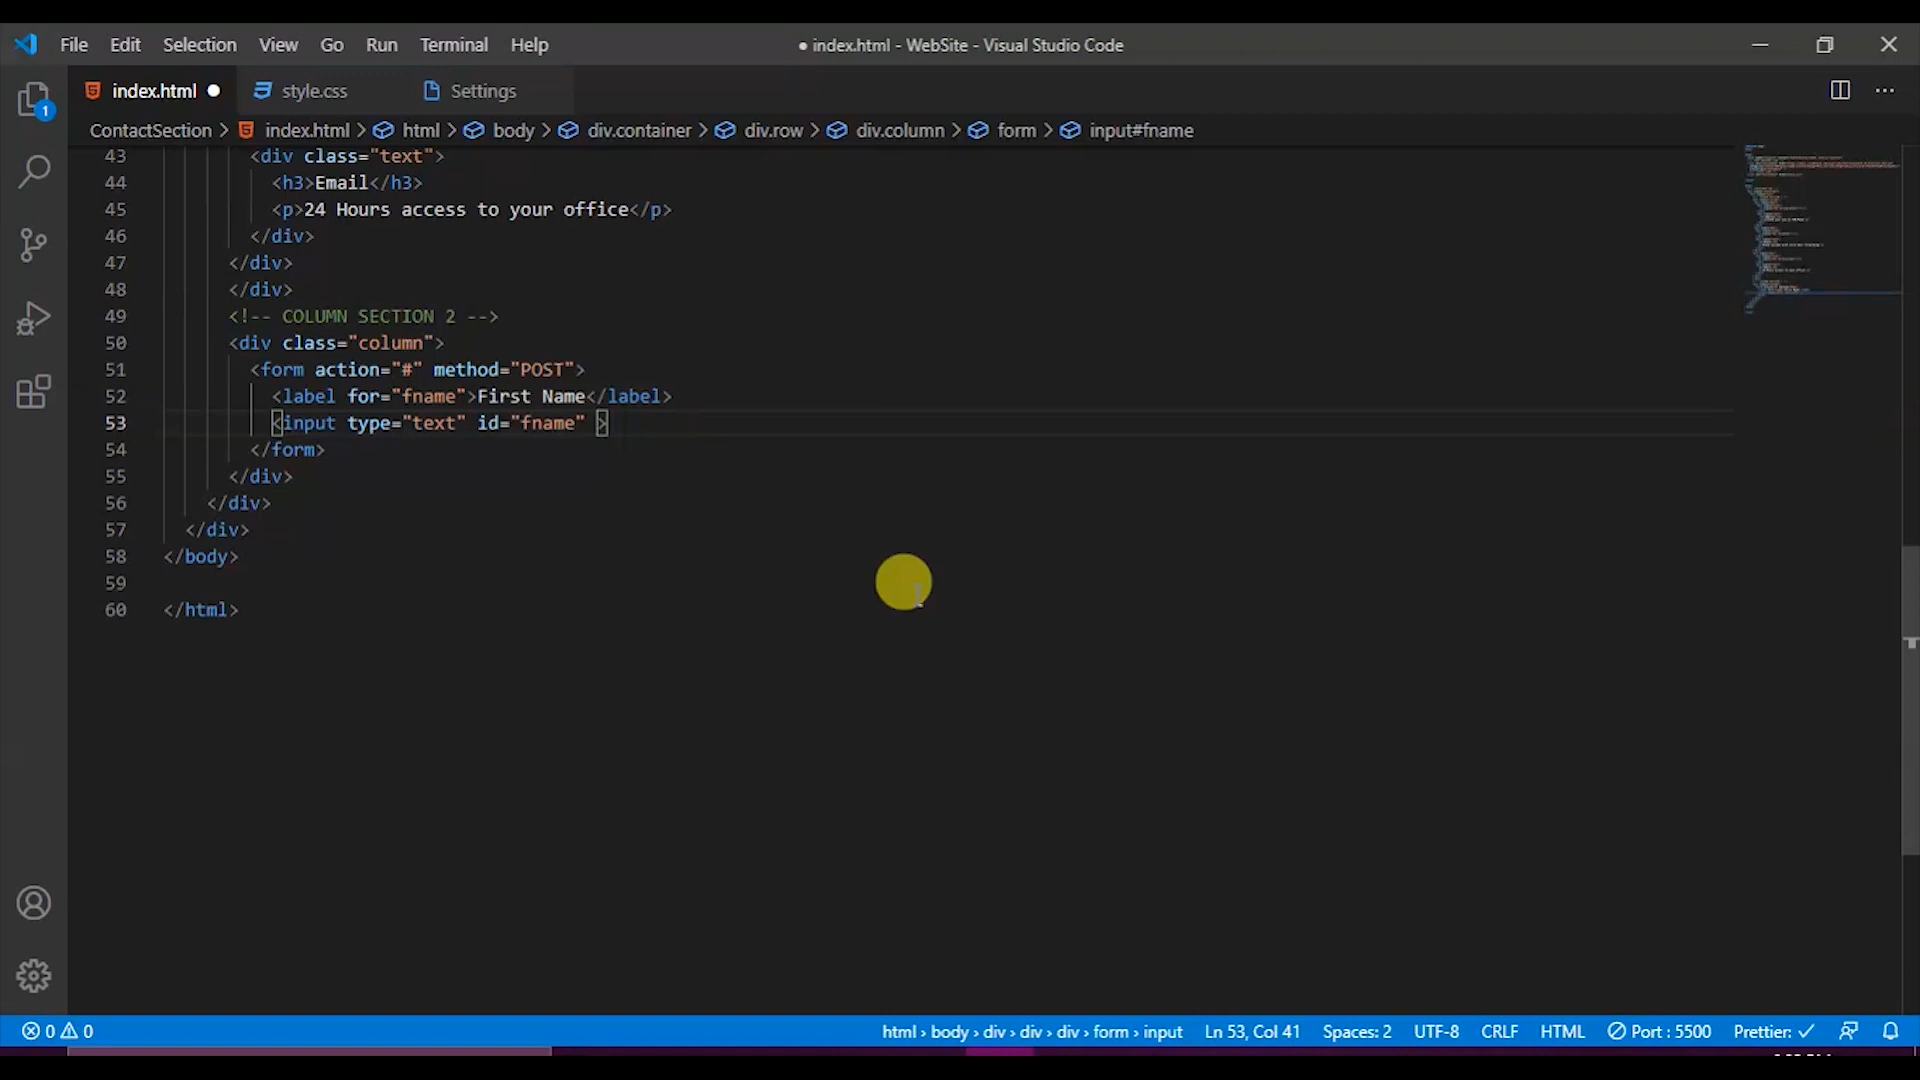 File Edit Selection View Go Run Terminal Help
● index.html - WebSite - Visual Studio Code
index.html ● style.css Settings
ContactSection > index.html > html > body > div.container > div.row > div.column > form > input#fname
1
43 <div class="text">
44 <h3>Email</h3>
45 <p>24 Hours access to your office</p>
46 </div>
47 </div>
48 </div>
49 <!-- COLUMN SECTION 2 -->
50 <div class="column">
51 <form action="#" method="POST">
52 <label for="fname">First Name</label>
53 <input type="text" id="fname" >
54 </form>
55 </div>
56 </div>
57 </div>
58 </body>
59
60 </html>
0 0 html › body › div › div › div › form › input Ln 53, Col 41 Spaces: 2 UTF-8 CRLF HTML Port : 5500 Prettier: ✓